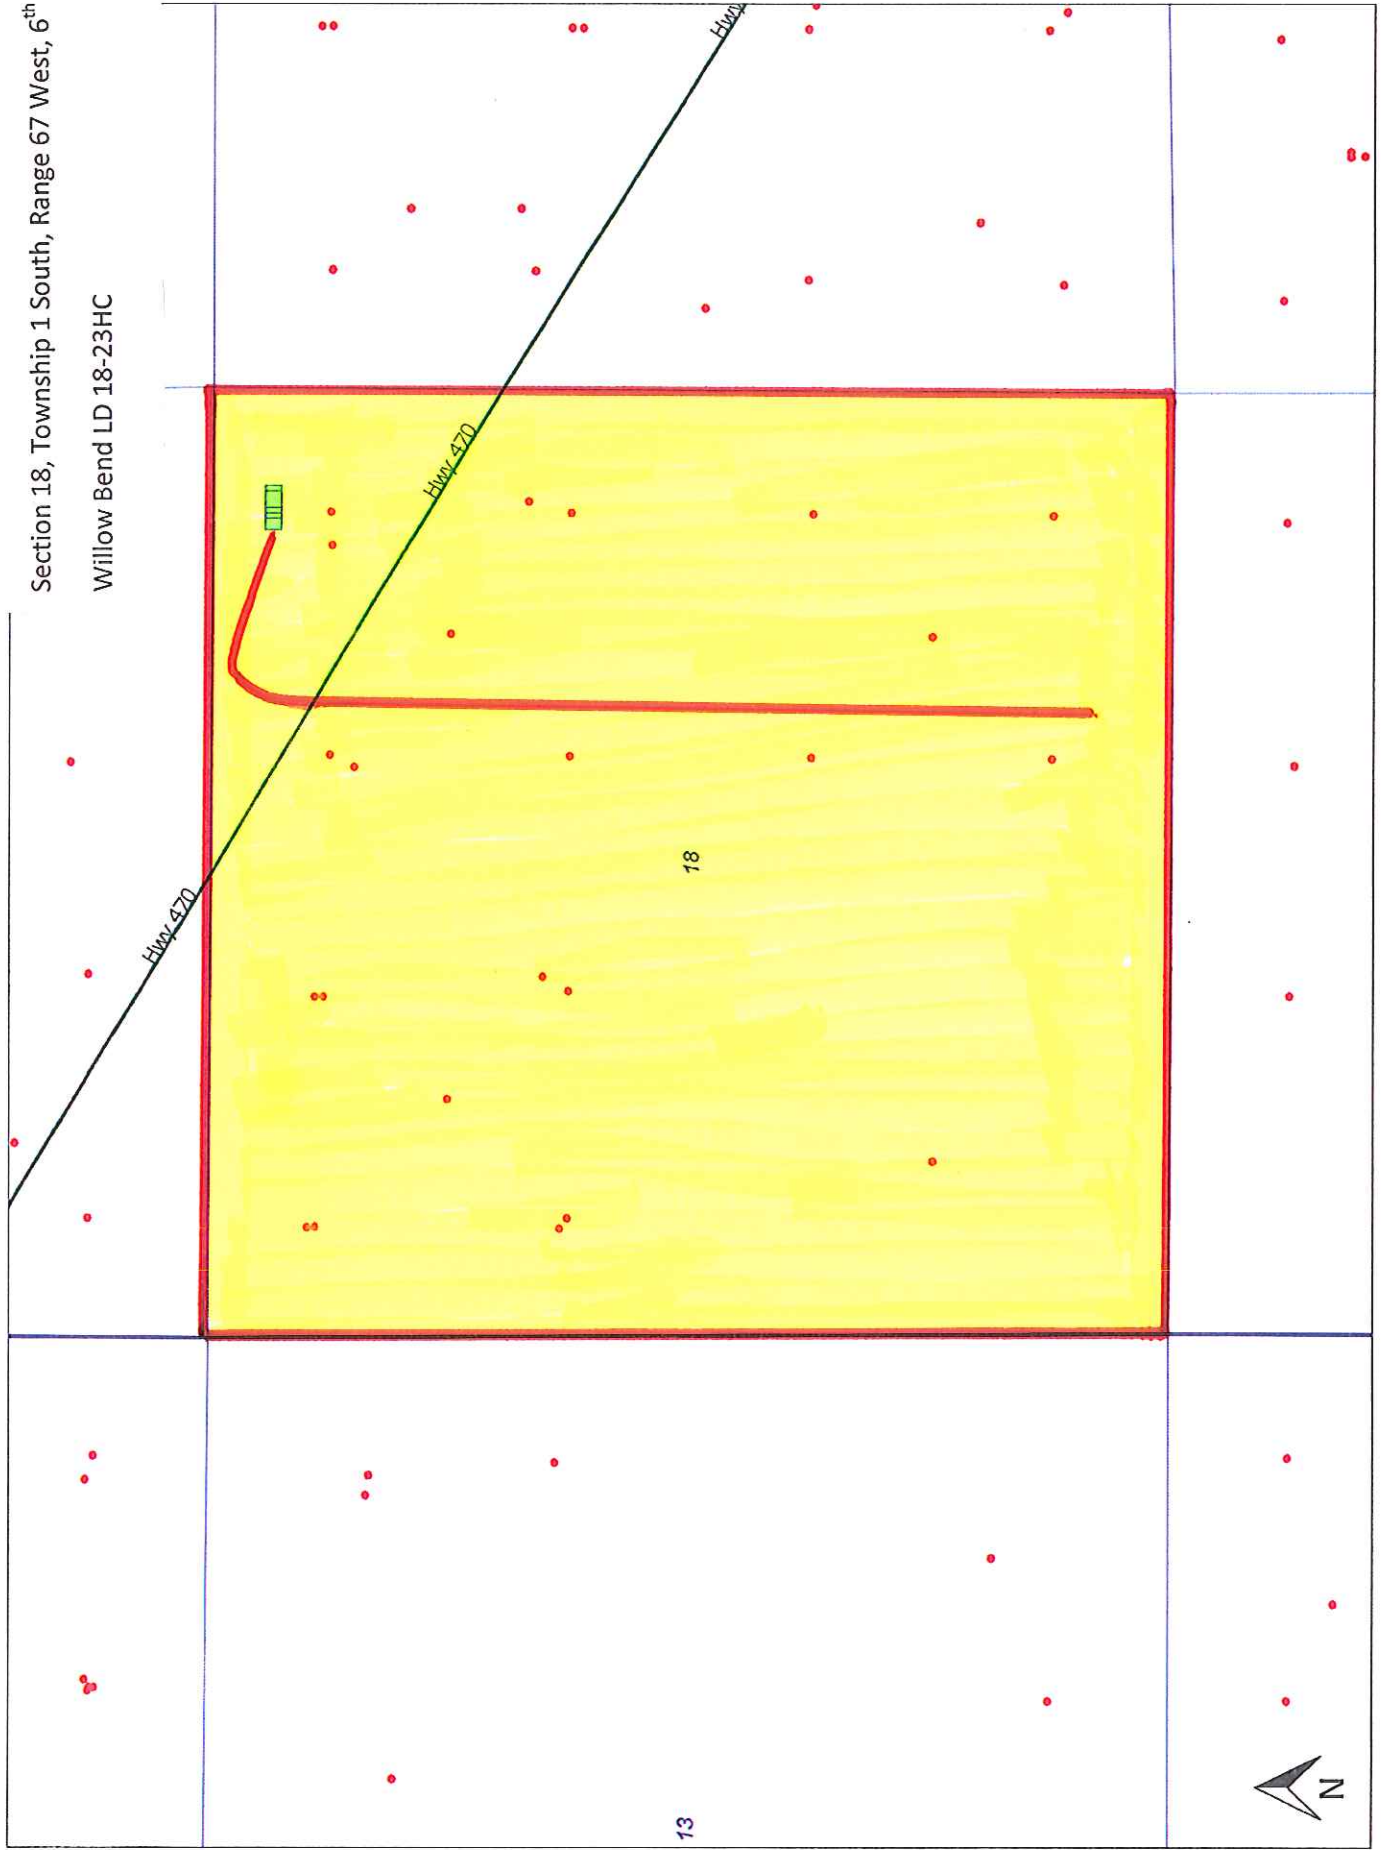 Section 18, Township 1 South, Range 67 West, 6th
Willow Bend LD 18-23HC
Hwy
Hwy 470
Hwy 470
18
13
N